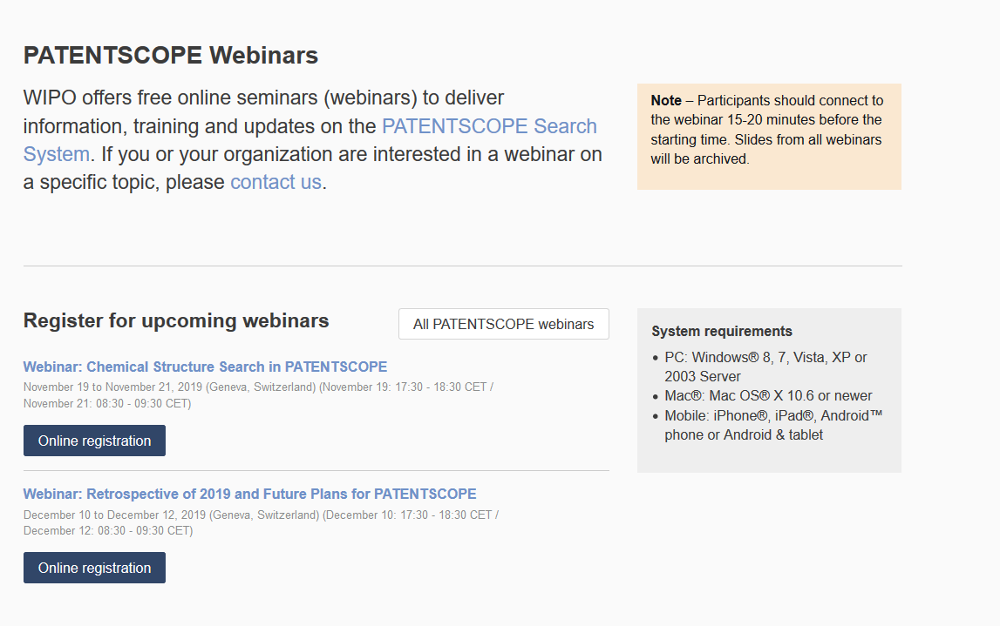 PATENTSCOPE Webinars
WIPO offers free online seminars (webinars) to deliver
information, training and updates on the PATENTSCOPE Search
System. If you or your organization are interested in a webinar on
a specific topic, please contact us.
Note – Participants should connect to
the webinar 15-20 minutes before the
starting time. Slides from all webinars
will be archived.
Register for upcoming webinars
All PATENTSCOPE webinars
Webinar: Chemical Structure Search in PATENTSCOPE
November 19 to November 21, 2019 (Geneva, Switzerland) (November 19: 17:30 - 18:30 CET /
November 21: 08:30 - 09:30 CET)
Online registration
Webinar: Retrospective of 2019 and Future Plans for PATENTSCOPE
December 10 to December 12, 2019 (Geneva, Switzerland) (December 10: 17:30 - 18:30 CET /
December 12: 08:30 - 09:30 CET)
Online registration
System requirements
• PC: Windows® 8, 7, Vista, XP or
2003 Server
• Mac®: Mac OS® X 10.6 or newer
• Mobile: iPhone®, iPad®, Android™
phone or Android & tablet